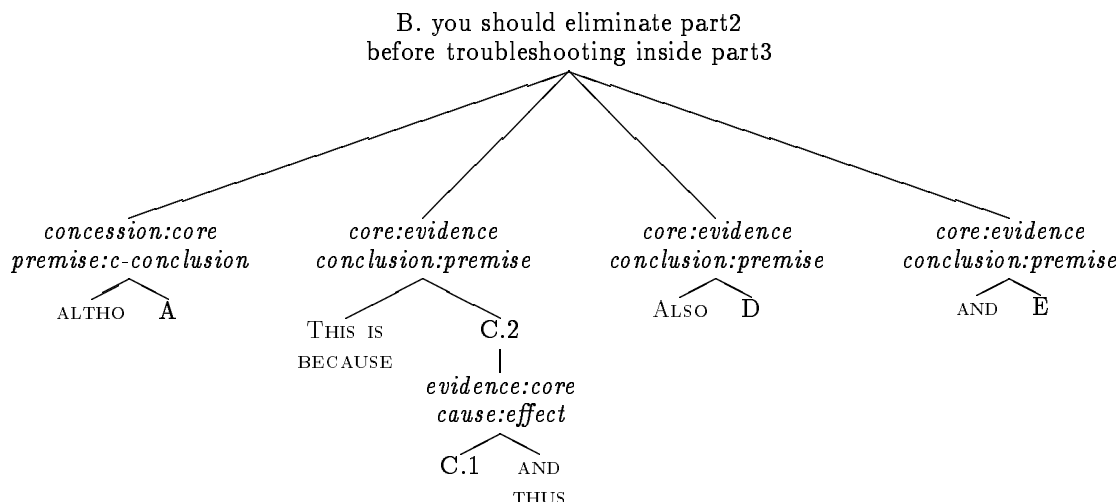 B. you should eliminate part2
before troubleshooting inside part3
concession:core
premise:c-conclusion
core:evidence
conclusion:premise
core:evidence
conclusion:premise
core:evidence
conclusion:premise
ALTHO A
THIS IS
BECAUSE
C.2
ALSO D
AND E
evidence:core
cause:effect
C.1 AND
THUS